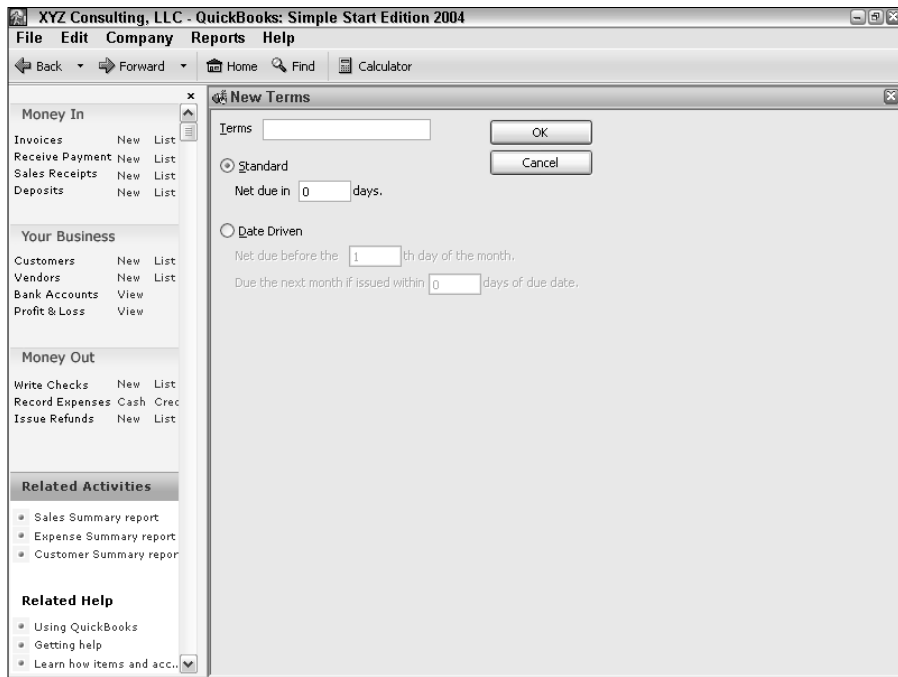 XYZ Consulting, LLC - QuickBooks: Simple Start Edition 2004
File Edit Company Reports Help
Back Forward Home Find Calculator
Money In
Invoices New List
Receive Payment New List
Sales Receipts New List
Deposits New List
Your Business
Customers New List
Vendors New List
Bank Accounts View
Profit & Loss View
Money Out
Write Checks New List
Record Expenses Cash Crec
Issue Refunds New List
Related Activities
Sales Summary report
Expense Summary report
Customer Summary repor
Related Help
Using QuickBooks
Getting help
Learn how items and acc..
New Terms
Terms
OK
Cancel
Standard
Net due in 0 days.
Date Driven
Net due before the 1 th day of the month.
Due the next month if issued within 0 days of due date.